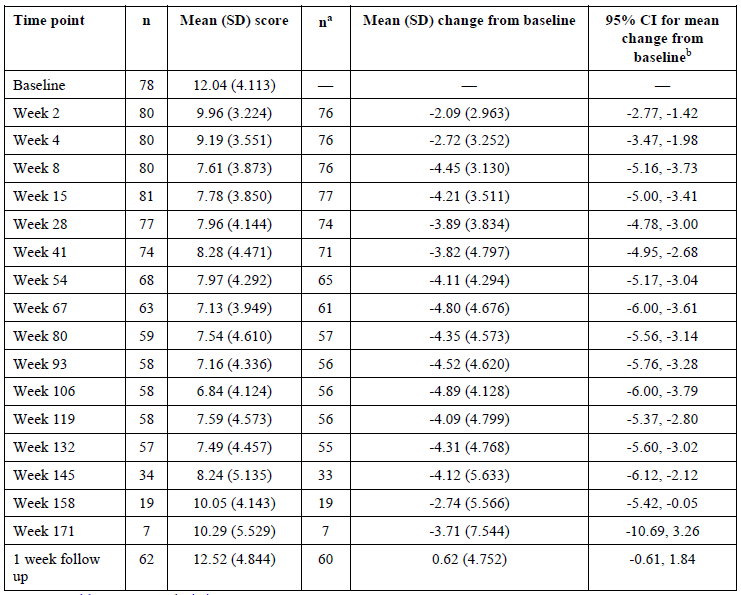 Time point n Mean (SD) score nᵃ Mean (SD) change from baseline 95% CI for mean
change from
baselineᵇ
Baseline 78 12.04 (4.113) — — —
Week 2 80 9.96 (3.224) 76 -2.09 (2.963) -2.77, -1.42
Week 4 80 9.19 (3.551) 76 -2.72 (3.252) -3.47, -1.98
Week 8 80 7.61 (3.873) 76 -4.45 (3.130) -5.16, -3.73
Week 15 81 7.78 (3.850) 77 -4.21 (3.511) -5.00, -3.41
Week 28 77 7.96 (4.144) 74 -3.89 (3.834) -4.78, -3.00
Week 41 74 8.28 (4.471) 71 -3.82 (4.797) -4.95, -2.68
Week 54 68 7.97 (4.292) 65 -4.11 (4.294) -5.17, -3.04
Week 67 63 7.13 (3.949) 61 -4.80 (4.676) -6.00, -3.61
Week 80 59 7.54 (4.610) 57 -4.35 (4.573) -5.56, -3.14
Week 93 58 7.16 (4.336) 56 -4.52 (4.620) -5.76, -3.28
Week 106 58 6.84 (4.124) 56 -4.89 (4.128) -6.00, -3.79
Week 119 58 7.59 (4.573) 56 -4.09 (4.799) -5.37, -2.80
Week 132 57 7.49 (4.457) 55 -4.31 (4.768) -5.60, -3.02
Week 145 34 8.24 (5.135) 33 -4.12 (5.633) -6.12, -2.12
Week 158 19 10.05 (4.143) 19 -2.74 (5.566) -5.42, -0.05
Week 171 7 10.29 (5.529) 7 -3.71 (7.544) -10.69, 3.26
1 week follow 62 12.52 (4.844) 60 0.62 (4.752) -0.61, 1.84
up